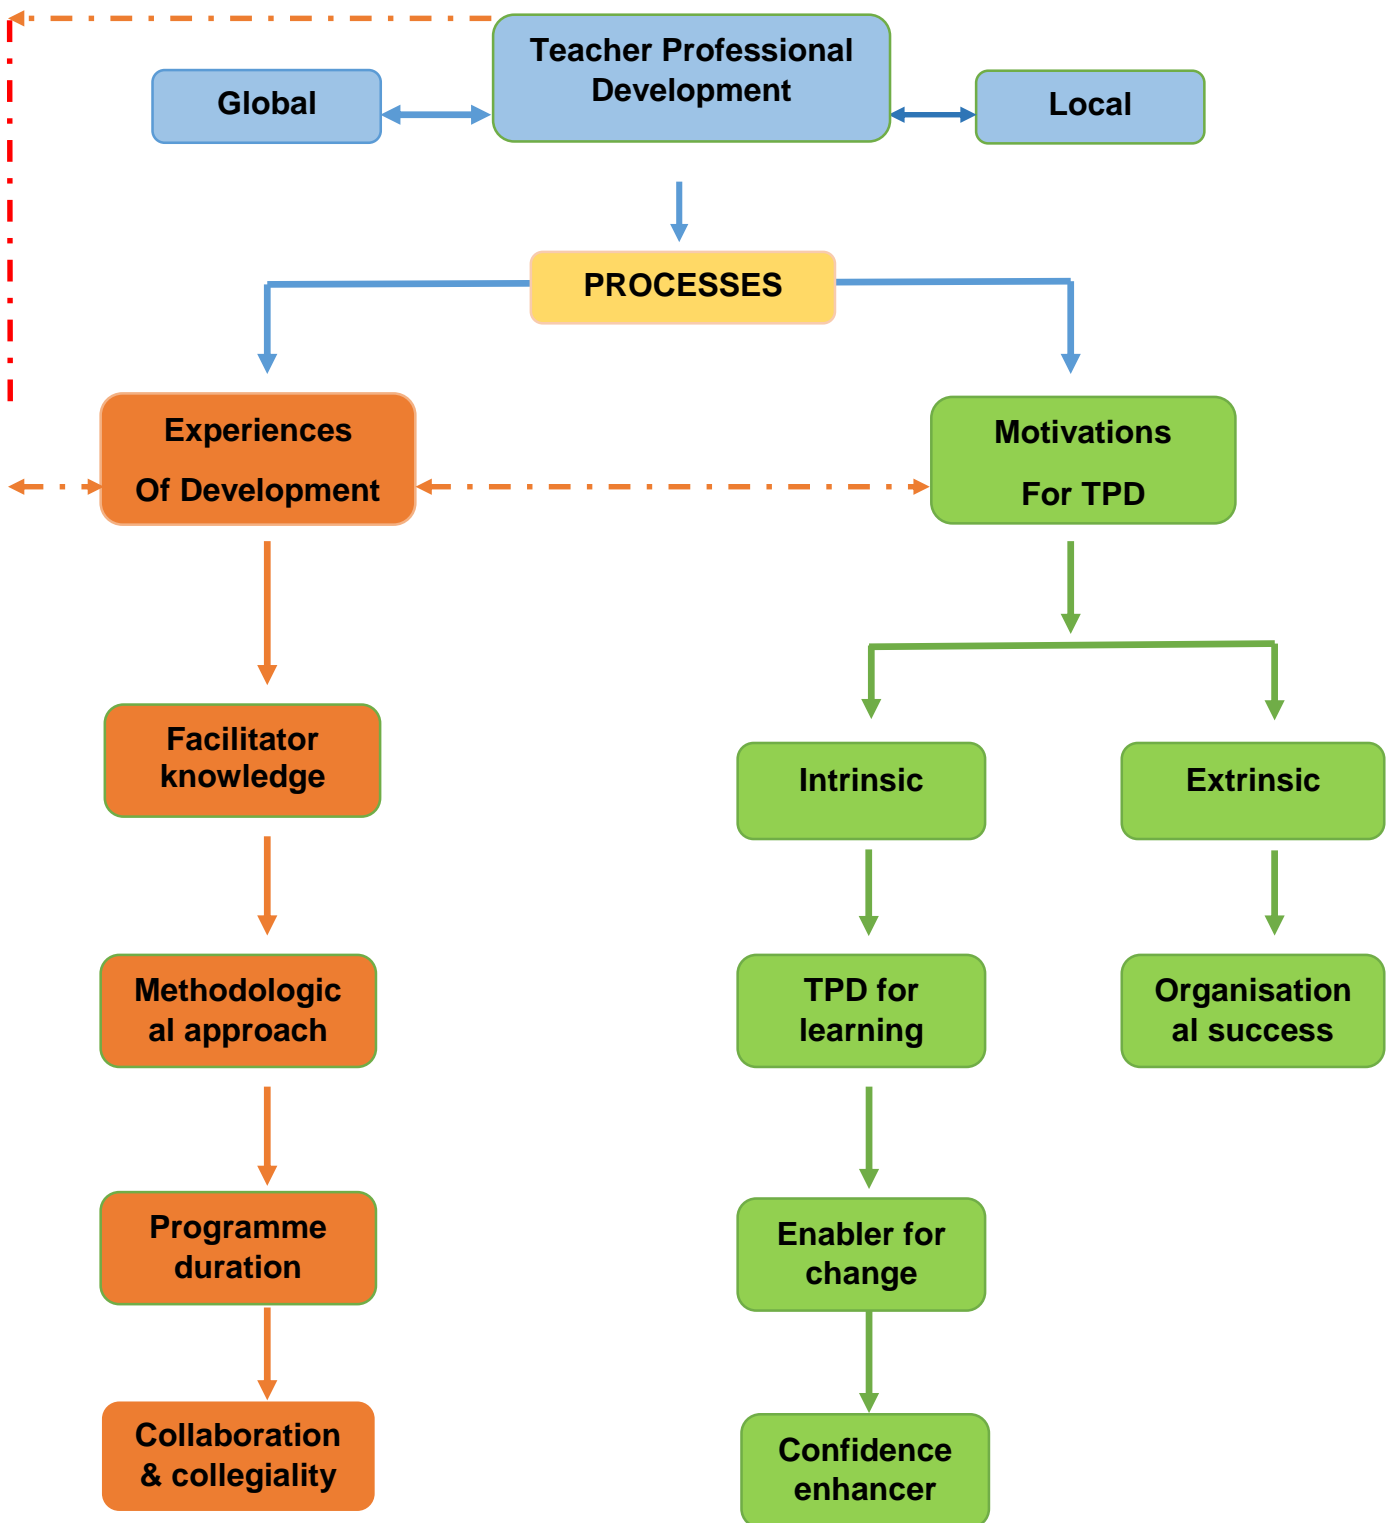 Teacher Professional
Development
Global
Local
PROCESSES
Experiences
Of Development
Motivations
For TPD
Facilitator
knowledge
Intrinsic
Extrinsic
Methodologic
al approach
TPD for
learning
Organisation
al success
Programme
duration
Enabler for
change
Collaboration
& collegiality
Confidence
enhancer